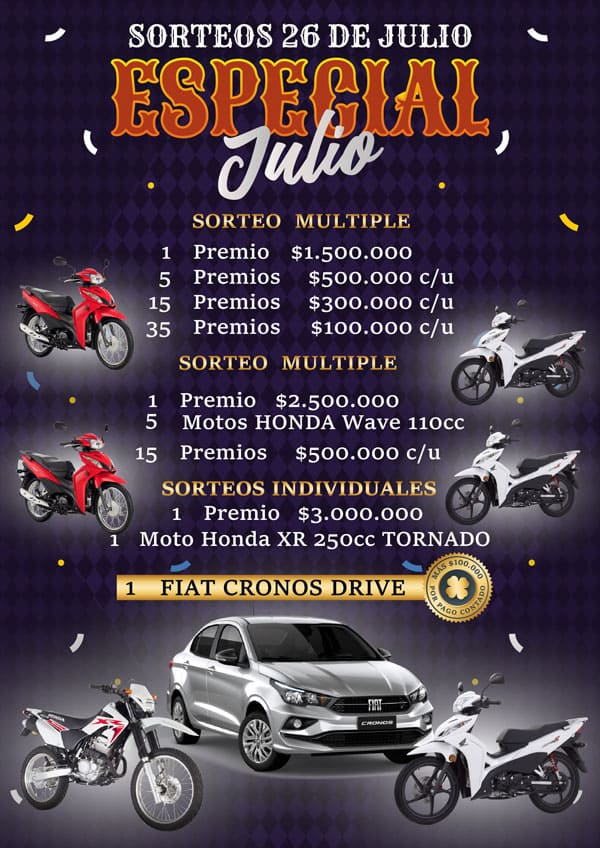 SORTEOS 26 DE JULIO
ESPECIAL
Julio
SORTEO MULTIPLE
1 Premio $1.500.000
5 Premios $500.000 c/u
15 Premios $300.000 c/u
35 Premios $100.000 c/u
SORTEO MULTIPLE
1 Premio $2.500.000
5 Motos HONDA Wave 110cc
15 Premios $500.000 c/u
SORTEOS INDIVIDUALES
1 Premio $3.000.000
1 Moto Honda XR 250cc TORNADO
1 FIAT CRONOS DRIVE
MÁS $100.000
POR PAGO CONTADO
FIAT
CRONOS
HONDA